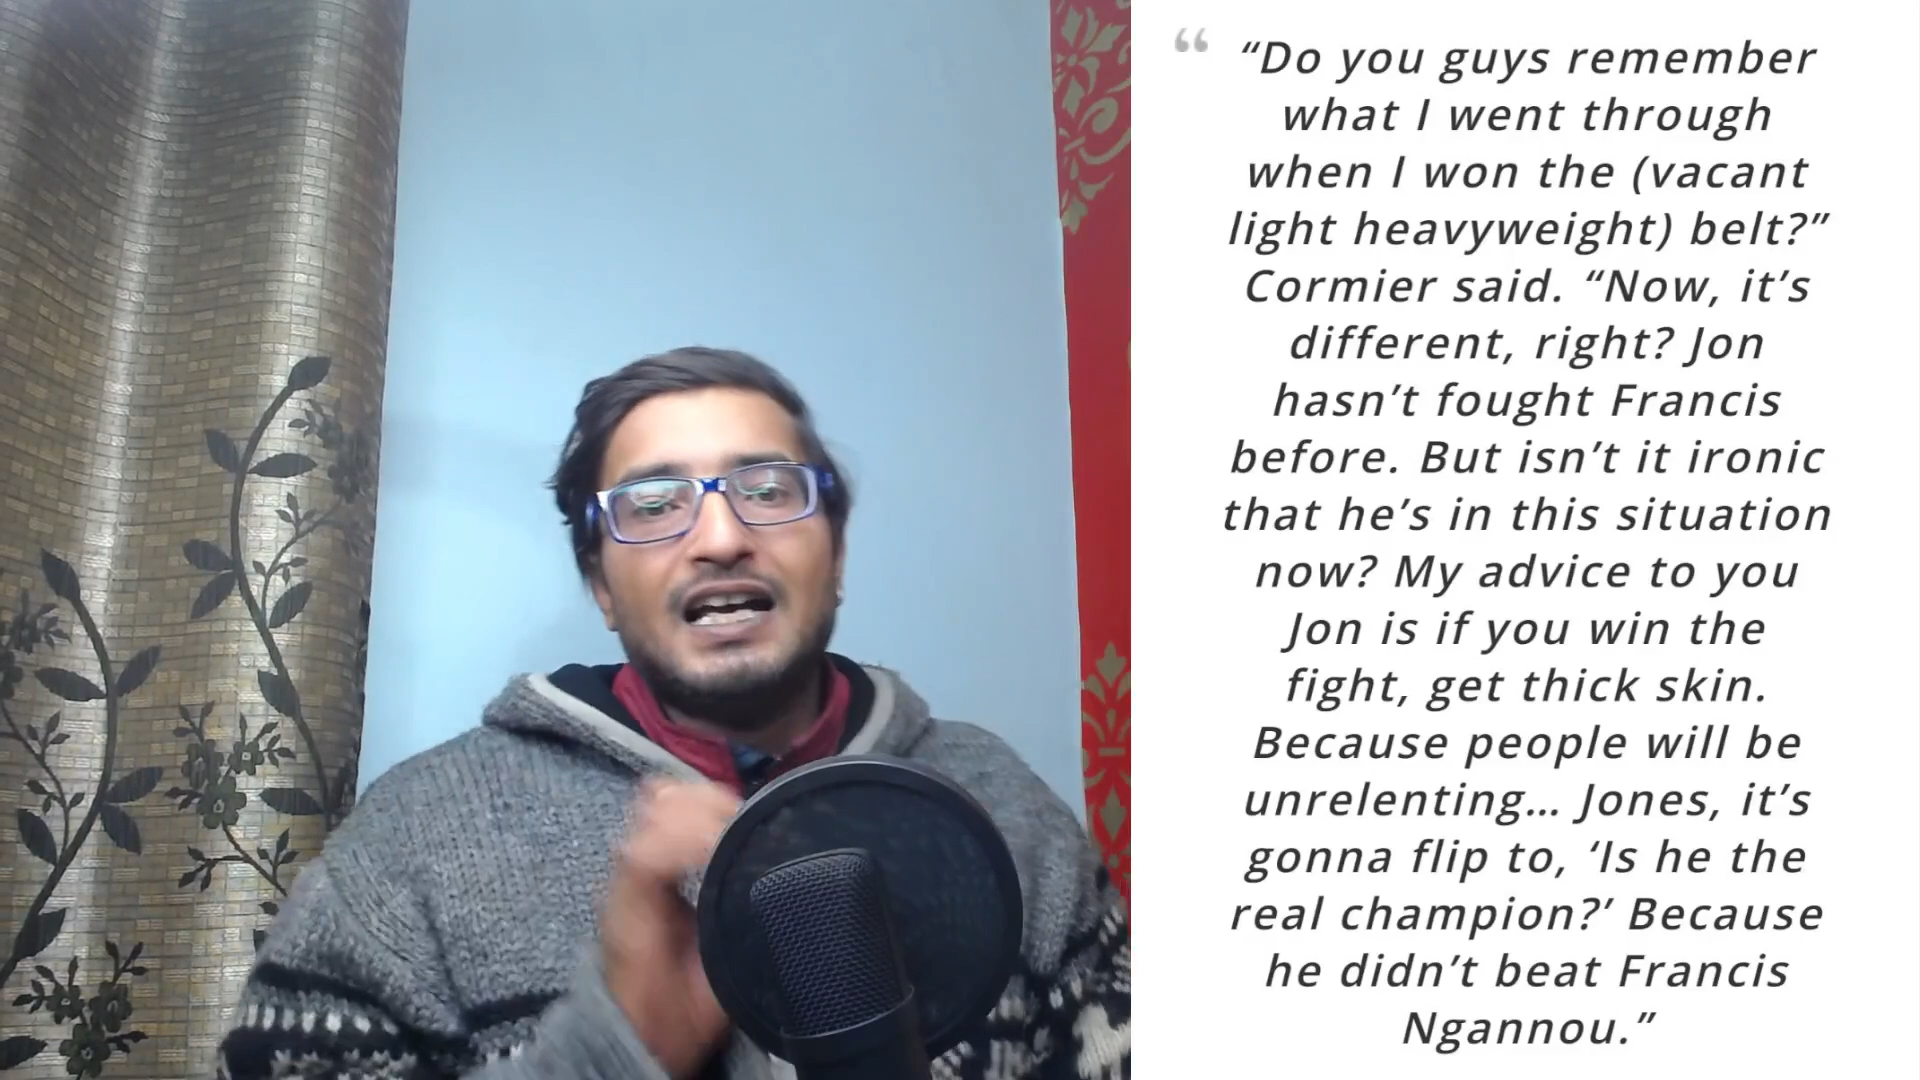 “Do you guys remember
what I went through
when I won the (vacant
light heavyweight) belt?”
Cormier said. “Now, it’s
different, right? Jon
hasn’t fought Francis
before. But isn’t it ironic
that he’s in this situation
now? My advice to you
Jon is if you win the
fight, get thick skin.
Because people will be
unrelenting… Jones, it’s
gonna flip to, ‘Is he the
real champion?’ Because
he didn’t beat Francis
Ngannou.”